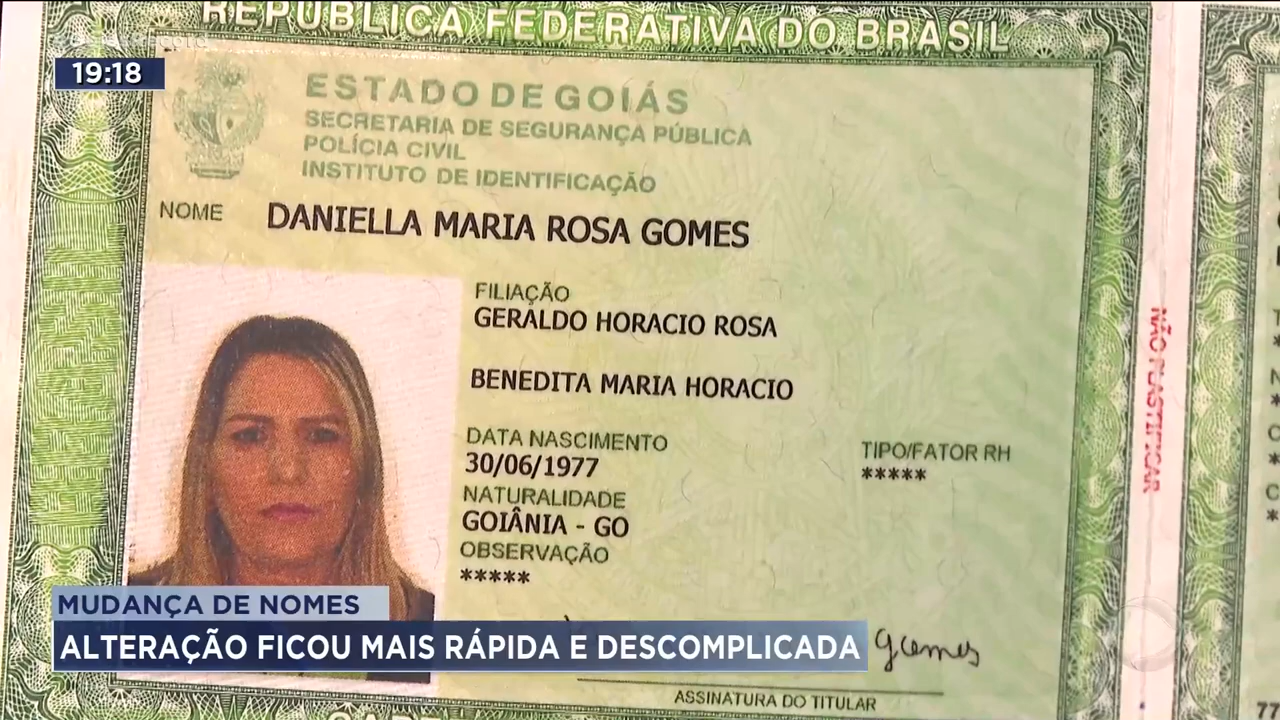 REPÚBLICA FEDERATIVA DO BRASIL
19:18
ESTADO DE GOIÁS
SECRETARIA DE SEGURANÇA PÚBLICA
POLÍCIA CIVIL
INSTITUTO DE IDENTIFICAÇÃO
NOME DANIELLA MARIA ROSA GOMES
FILIAÇÃO
GERALDO HORACIO ROSA
BENEDITA MARIA HORACIO
DATA NASCIMENTO
30/06/1977
TIPO/FATOR RH
*****
NATURALIDADE
GOIÂNIA - GO
OBSERVAÇÃO
*****
NÃO PLASTIFICAR
MUDANÇA DE NOMES
ALTERAÇÃO FICOU MAIS RÁPIDA E DESCOMPLICADA
Gomes
ASSINATURA DO TITULAR
77